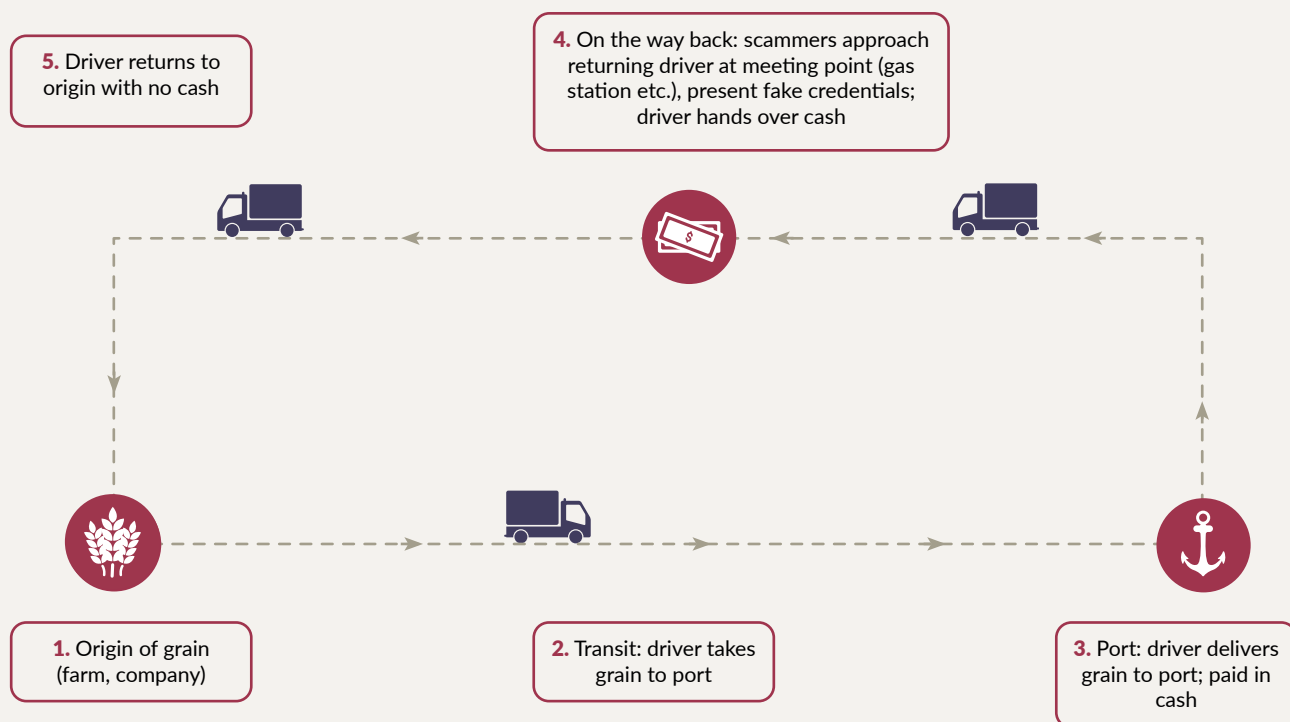 5. Driver returns to
origin with no cash
4. On the way back: scammers approach
returning driver at meeting point (gas
station etc.), present fake credentials;
driver hands over cash
$
1. Origin of grain
(farm, company)
2. Transit: driver takes
grain to port
3. Port: driver delivers
grain to port; paid in
cash